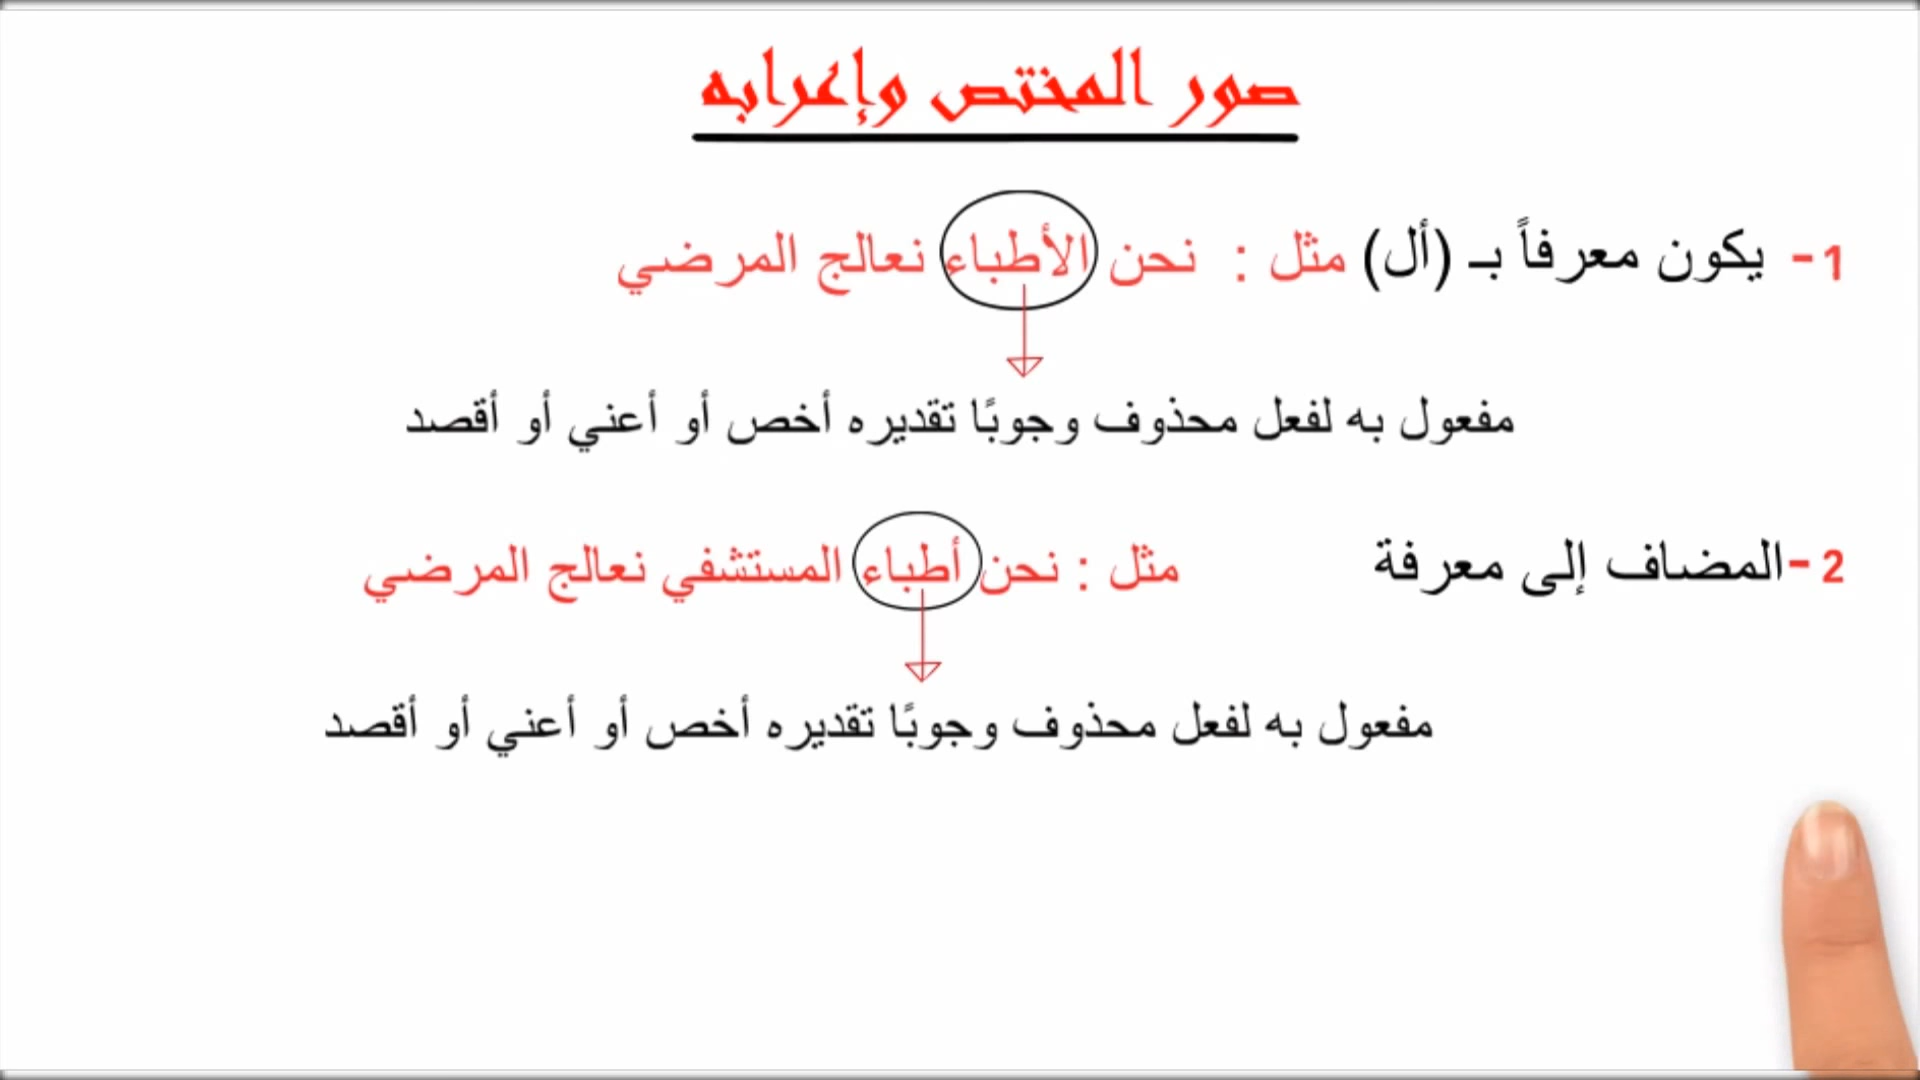 صور المختص وإعرابه
1- يكون معرفاً بـ (أل) مثل : نحن الأطباء نعالج المرضي
مفعول به لفعل محذوف وجوبًا تقديره أخص أو أعني أو أقصد
2- المضاف إلى معرفة مثل : نحن أطباء المستشفي نعالج المرضي
مفعول به لفعل محذوف وجوبًا تقديره أخص أو أعني أو أقصد